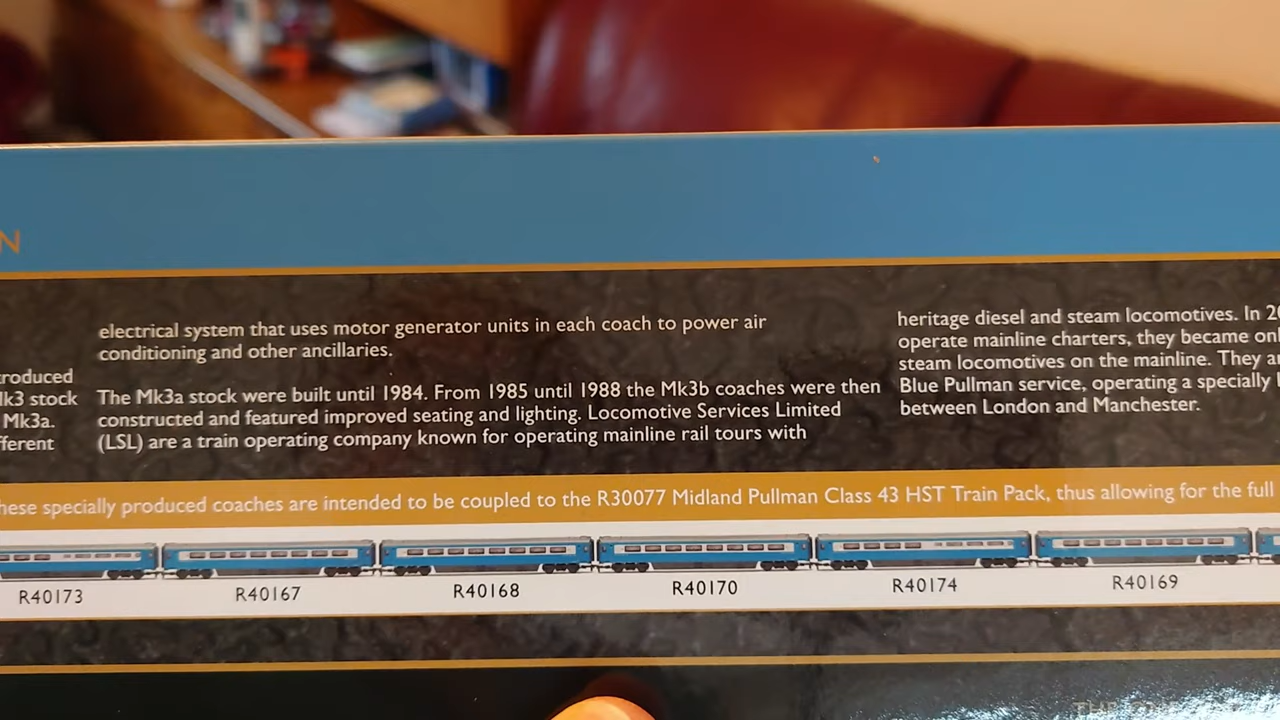 N
roduced
lk3 stock
Mk3a.
fferent
electrical system that uses motor generator units in each coach to power air
conditioning and other ancillaries.
The Mk3a stock were built until 1984. From 1985 until 1988 the Mk3b coaches were then
constructed and featured improved seating and lighting. Locomotive Services Limited
(LSL) are a train operating company known for operating mainline rail tours with
heritage diesel and steam locomotives. In 20
operate mainline charters, they became onl
steam locomotives on the mainline. They ar
Blue Pullman service, operating a specially
between London and Manchester.
hese specially produced coaches are intended to be coupled to the R30077 Midland Pullman Class 43 HST Train Pack, thus allowing for the full
R40173 R40167 R40168 R40170 R40174 R40169